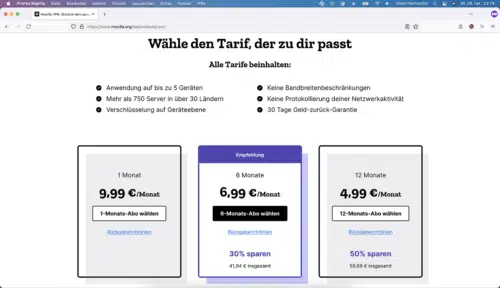 Firefox Nightly Datei Bearbeiten Ansicht Chronik Lesezeichen Extras Fenster Hilfe
https://www.mozilla.org/de/products/vpn/
Wähle den Tarif, der zu dir passt
Alle Tarife beinhalten:
Anwendung auf bis zu 5 Geräten
Keine Bandbreitenbeschränkungen
Mehr als 750 Server in über 30 Ländern
Keine Protokollierung deiner Netzwerkaktivität
Verschlüsselung auf Geräteebene
30 Tage Geld-zurück-Garantie
Empfehlung
1 Monat
6 Monate
12 Monate
9,99 €/Monat
6,99 €/Monat
4,99 €/Monat
1-Monats-Abo wählen
6-Monats-Abo wählen
12-Monats-Abo wählen
Rückgaberichtlinien
Rückgaberichtlinien
Rückgaberichtlinien
30% sparen
50% sparen
41,94 € insgesamt
59,88 € insgesamt